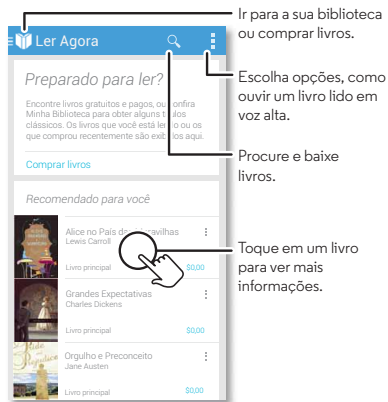 Ler Agora
Preparado para ler?
Encontre livros gratuitos e pagos, ou confira
Minha Biblioteca para obter alguns títulos
clássicos. Os livros que você está lendo ou os
que comprou recentemente são exibidos aqui.
Comprar livros
Recomendado para você
Alice no País das Maravilhas
Lewis Carroll
Livro principal $0,00
Grandes Expectativas
Charles Dickens
Livro principal $0,00
Orgulho e Preconceito
Jane Austen
Livro principal $0,00
Ir para a sua biblioteca
ou comprar livros.
Escolha opções, como
ouvir um livro lido em
voz alta.
Procure e baixe
livros.
Toque em um livro
para ver mais
informações.